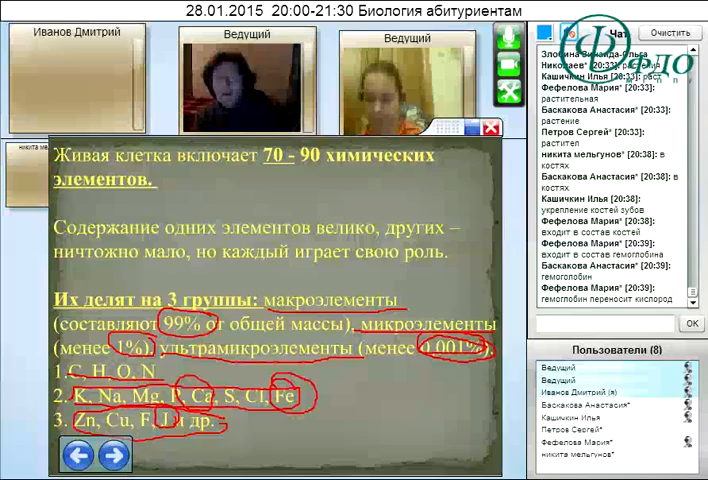 28.01.2015 20:00-21:30 Биология абитуриентам
Иванов Дмитрий
Ведущий
Ведущий
Чат
Очистить
ФДО
Николаев* [20:33]:
Кашичкин Илья [20:33]: раст
Фефелова Мария* [20:33]:
растительная
Баскакова Анастасия* [20:33]:
растение
Петров Сергей* [20:33]:
растител
никита мельгунов* [20:38]: в
костях
Баскакова Анастасия* [20:38]: в
костях
Кашичкин Илья [20:38]:
укрепление костей зубов
Фефелова Мария* [20:38]:
входит в состав костей
Фефелова Мария* [20:39]:
входит в состав гемоглобина
Баскакова Анастасия* [20:39]:
гемоголобин
Фефелова Мария* [20:39]:
гемоглобин переносит кислород
OK
Пользователи (8)
Ведущий
Ведущий
Иванов Дмитрий (я)
Баскакова Анастасия*
Кашичкин Илья
Петров Сергей*
Фефелова Мария*
никита мельгунов*
никита мель
Живая клетка включает 70 - 90 химических
элементов.
Содержание одних элементов велико, других –
ничтожно мало, но каждый играет свою роль.
Их делят на 3 группы: макроэлементы
(составляют 99% от общей массы), микроэлементы
(менее 1%), ультрамикроэлементы (менее 0,001%).
1.C, H, O, N
2. K, Na, Mg, P, Ca, S, Cl, Fe
3. Zn, Cu, F, I и др.